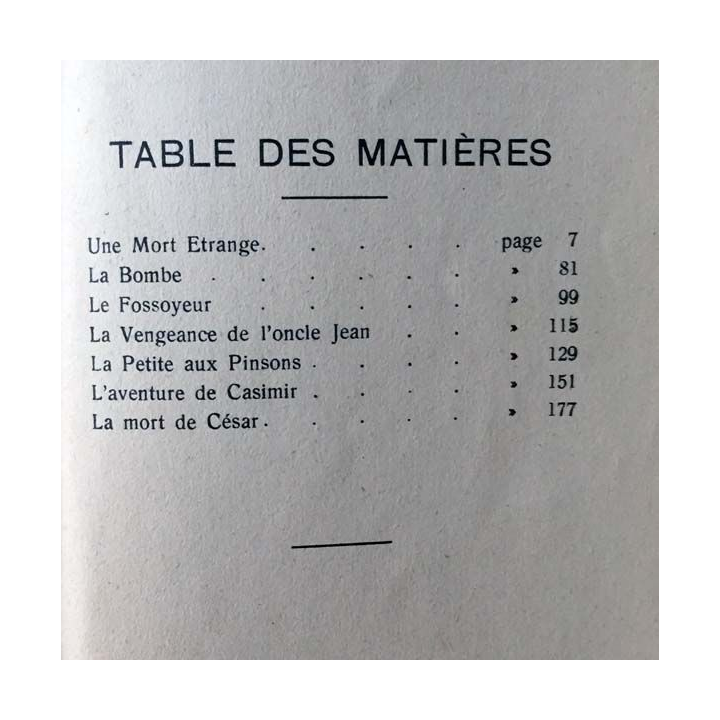 TABLE DES MATIÈRES
Une Mort Etrange. . . . . page 7
La Bombe . . . . . . » 81
Le Fossoyeur . . . . . » 99
La Vengeance de l'oncle Jean . . » 115
La Petite aux Pinsons . . . . » 129
L'aventure de Casimir . . . . » 151
La mort de César. . . . . » 177